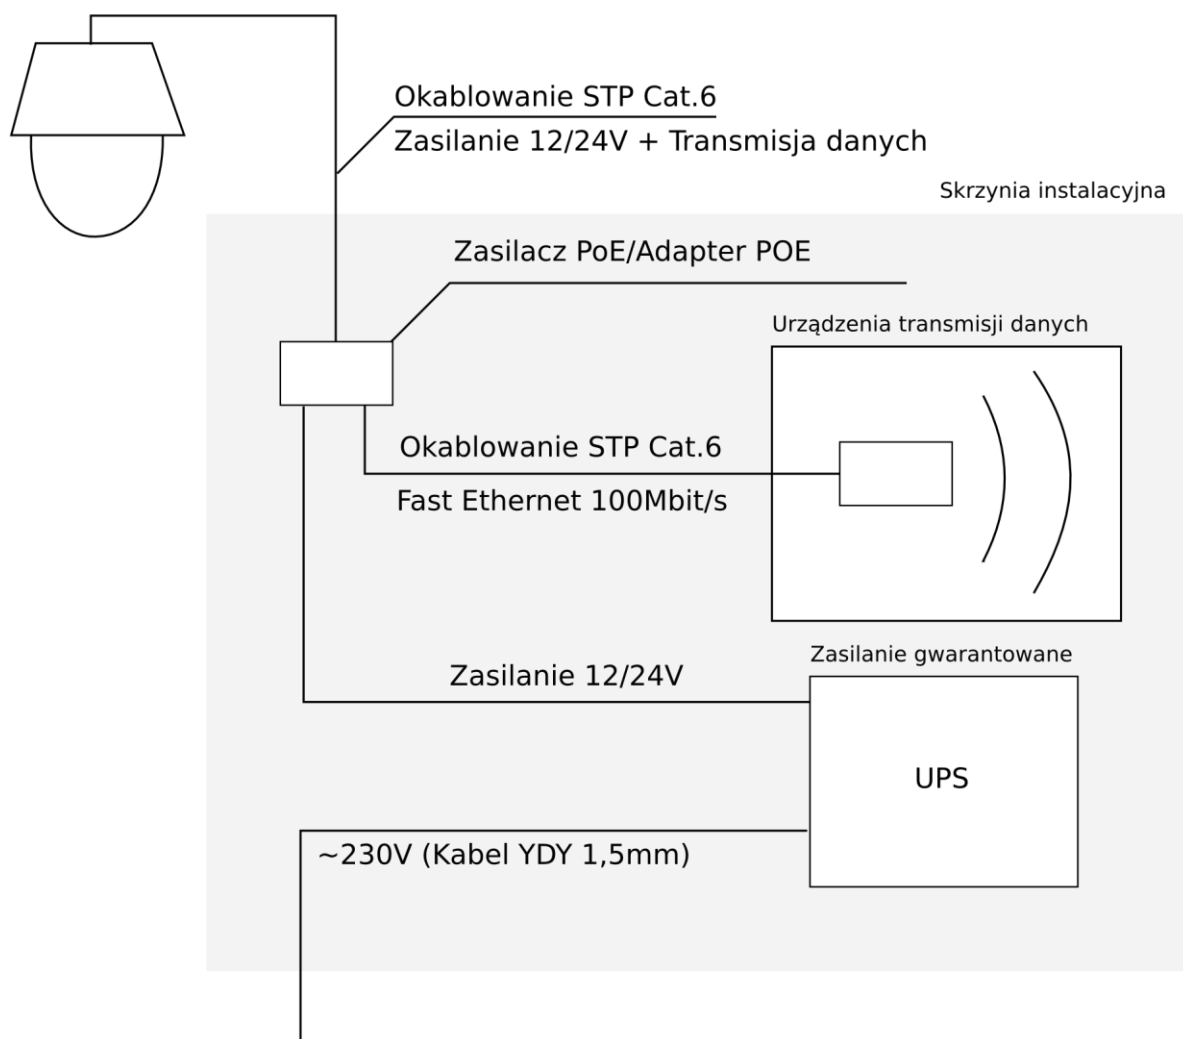 Okablowanie STP Cat.6
Zasilanie 12/24V + Transmisja danych
Skrzynia instalacyjna
Zasilacz PoE/Adapter POE
Urządzenia transmisji danych
Okablowanie STP Cat.6
Fast Ethernet 100Mbit/s
Zasilanie gwarantowane
Zasilanie 12/24V
UPS
~230V (Kabel YDY 1,5mm)